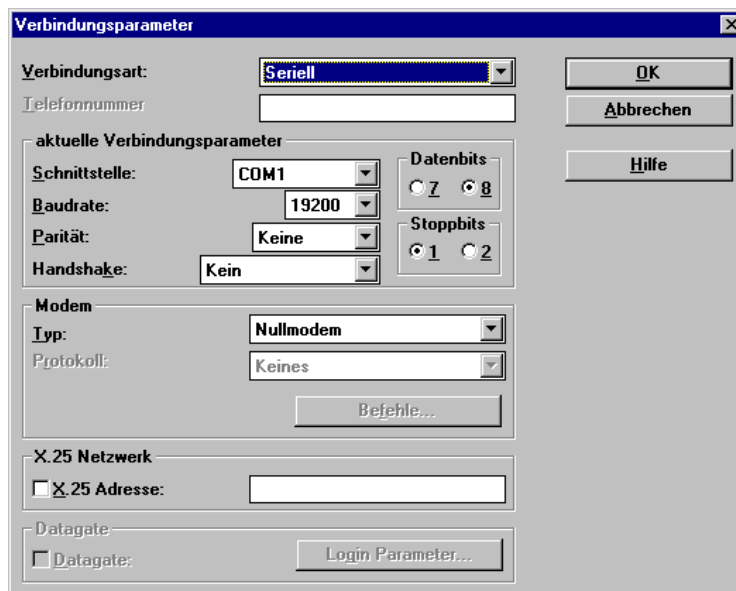 Verbindungsparameter
Verbindungsart: Seriell OK
Telefonnummer Abbrechen
aktuelle Verbindungsparameter Datenbits Hilfe
Schnittstelle: COM1 7 8
Baudrate: 19200
Parität: Keine Stoppbits
Handshake: Kein 1 2
Modem
Typ: Nullmodem
Protokoll: Keines
Befehle...
X.25 Netzwerk
X.25 Adresse:
Datagate
Datagate: Login Parameter...